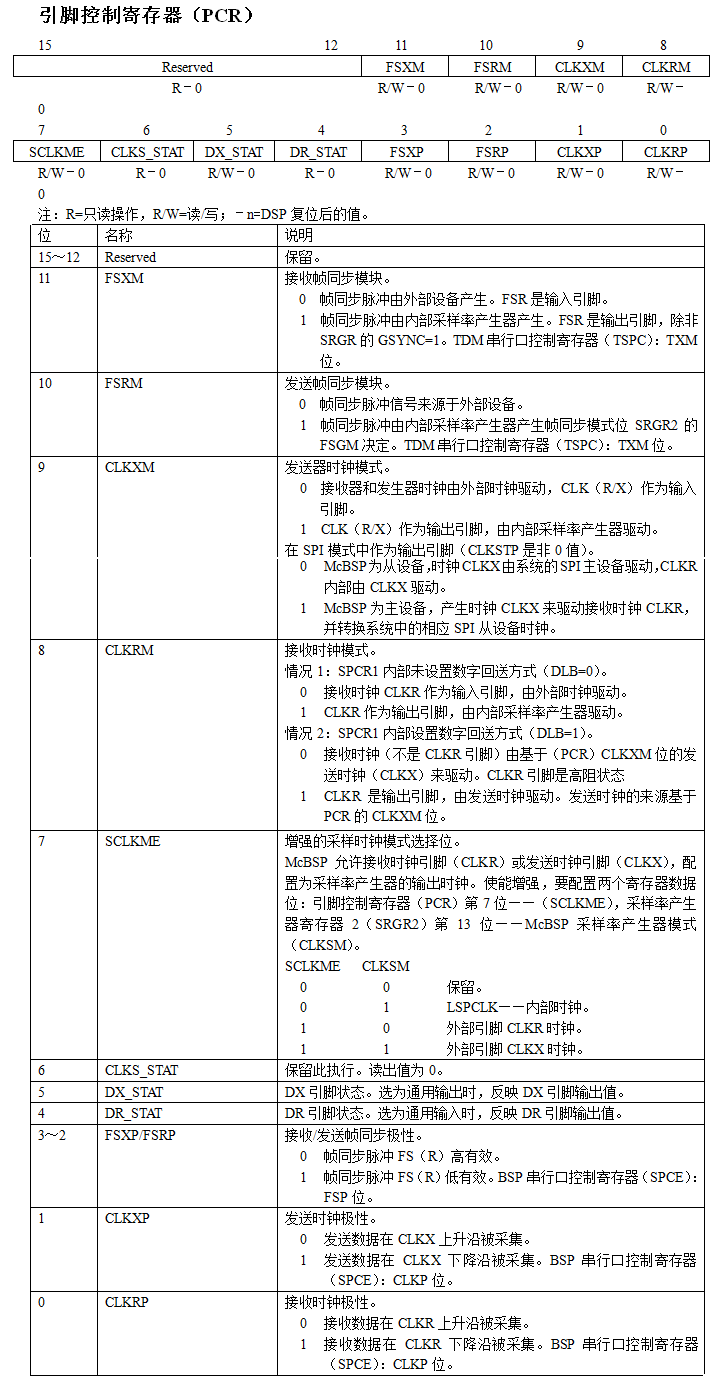 引脚控制寄存器（PCR）
15 12 11 10 9 8
Reserved FSXM FSRM CLKXM CLKRM
R－0 R/W－0 R/W－0 R/W－0 R/W－
0
7 6 5 4 3 2 1 0
SCLKME CLKS_STAT DX_STAT DR_STAT FSXP FSRP CLKXP CLKRP
R/W－0 R－0 R/W－0 R－0 R/W－0 R/W－0 R/W－0 R/W－
0
注：R=只读操作，R/W=读/写；－n=DSP 复位后的值。
位 名称 说明
15～12 Reserved 保留。
11 FSXM 接收帧同步模块。
0 帧同步脉冲由外部设备产生。FSR 是输入引脚。
1 帧同步脉冲由内部采样率产生器产生。FSR 是输出引脚，除非
SRGR 的 GSYNC=1。TDM 串行口控制寄存器（TSPC）：TXM
位。
10 FSRM 发送帧同步模块。
0 帧同步脉冲信号来源于外部设备。
1 帧同步脉冲由内部采样率产生器产生帧同步模式位 SRGR2 的
FSGM 决定。TDM 串行口控制寄存器（TSPC）：TXM 位。
9 CLKXM 发送器时钟模式。
0 接收器和发生器时钟由外部时钟驱动，CLK（R/X）作为输入
引脚。
1 CLK（R/X）作为输出引脚，由内部采样率产生器驱动。
在 SPI 模式中作为输出引脚（CLKSTP 是非 0 值）。
0 McBSP 为从设备，时钟 CLKX 由系统的 SPI 主设备驱动，CLKR
内部由 CLKX 驱动。
1 McBSP 为主设备，产生时钟 CLKX 来驱动接收时钟 CLKR，
并转换系统中的相应 SPI 从设备时钟。
8 CLKRM 接收时钟模式。
情况 1：SPCR1 内部未设置数字回送方式（DLB=0）。
0 接收时钟 CLKR 作为输入引脚，由外部时钟驱动。
1 CLKR 作为输出引脚，由内部采样率产生器驱动。
情况 2：SPCR1 内部设置数字回送方式（DLB=1）。
0 接收时钟（不是 CLKR 引脚）由基于（PCR）CLKXM 位的发
送时钟（CLKX）来驱动。CLKR 引脚是高阻状态
1 CLKR 是输出引脚，由发送时钟驱动。发送时钟的来源基于
PCR 的 CLKXM 位。
7 SCLKME 增强的采样时钟模式选择位。
McBSP 允许接收时钟引脚（CLKR）或发送时钟引脚（CLKX），配
置为采样率产生器的输出时钟。使能增强，要配置两个寄存器数据
位：引脚控制寄存器（PCR）第 7 位－－（SCLKME），采样率产生
器寄存器 2（SRGR2）第 13 位－－McBSP 采样率产生器模式
（CLKSM）。
SCLKME CLKSM
0 0 保留。
0 1 LSPCLK－－内部时钟。
1 0 外部引脚 CLKR 时钟。
1 1 外部引脚 CLKX 时钟。
6 CLKS_STAT 保留此执行。读出值为 0。
5 DX_STAT DX 引脚状态。选为通用输出时，反映 DX 引脚输出值。
4 DR_STAT DR 引脚状态。选为通用输入时，反映 DR 引脚输出值。
3～2 FSXP/FSRP 接收/发送帧同步极性。
0 帧同步脉冲 FS（R）高有效。
1 帧同步脉冲 FS（R）低有效。BSP 串行口控制寄存器（SPCE）：
FSP 位。
1 CLKXP 发送时钟极性。
0 发送数据在 CLKX 上升沿被采集。
1 发送数据在 CLKX 下降沿被采集。BSP 串行口控制寄存器
（SPCE）：CLKP 位。
0 CLKRP 接收时钟极性。
0 接收数据在 CLKR 上升沿被采集。
1 接收数据在 CLKR 下降沿被采集。BSP 串行口控制寄存器
（SPCE）：CLKP 位。